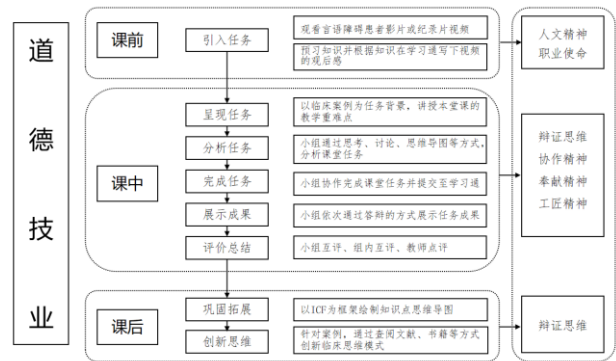 道
德
技
业
课前
引入任务
观看言语障碍患者影片或纪录片视频
预习知识并根据知识在学习通写下视频
的观后感
人文精神
职业使命
课中
呈现任务
以临床案例为任务背景，讲授本堂课的
教学重难点
分析任务
小组通过思考、讨论、思维导图等方式，
分析课堂任务
完成任务
小组协作完成课堂任务并提交至学习通
展示成果
小组依次通过答辩的方式展示任务成果
评价总结
小组互评、组内互评、教师点评
辩证思维
协作精神
奉献精神
工匠精神
课后
巩固拓展
以ICF为框架绘制知识点思维导图
创新思维
针对案例，通过查阅文献、书籍等方式
创新临床思维模式
辩证思维